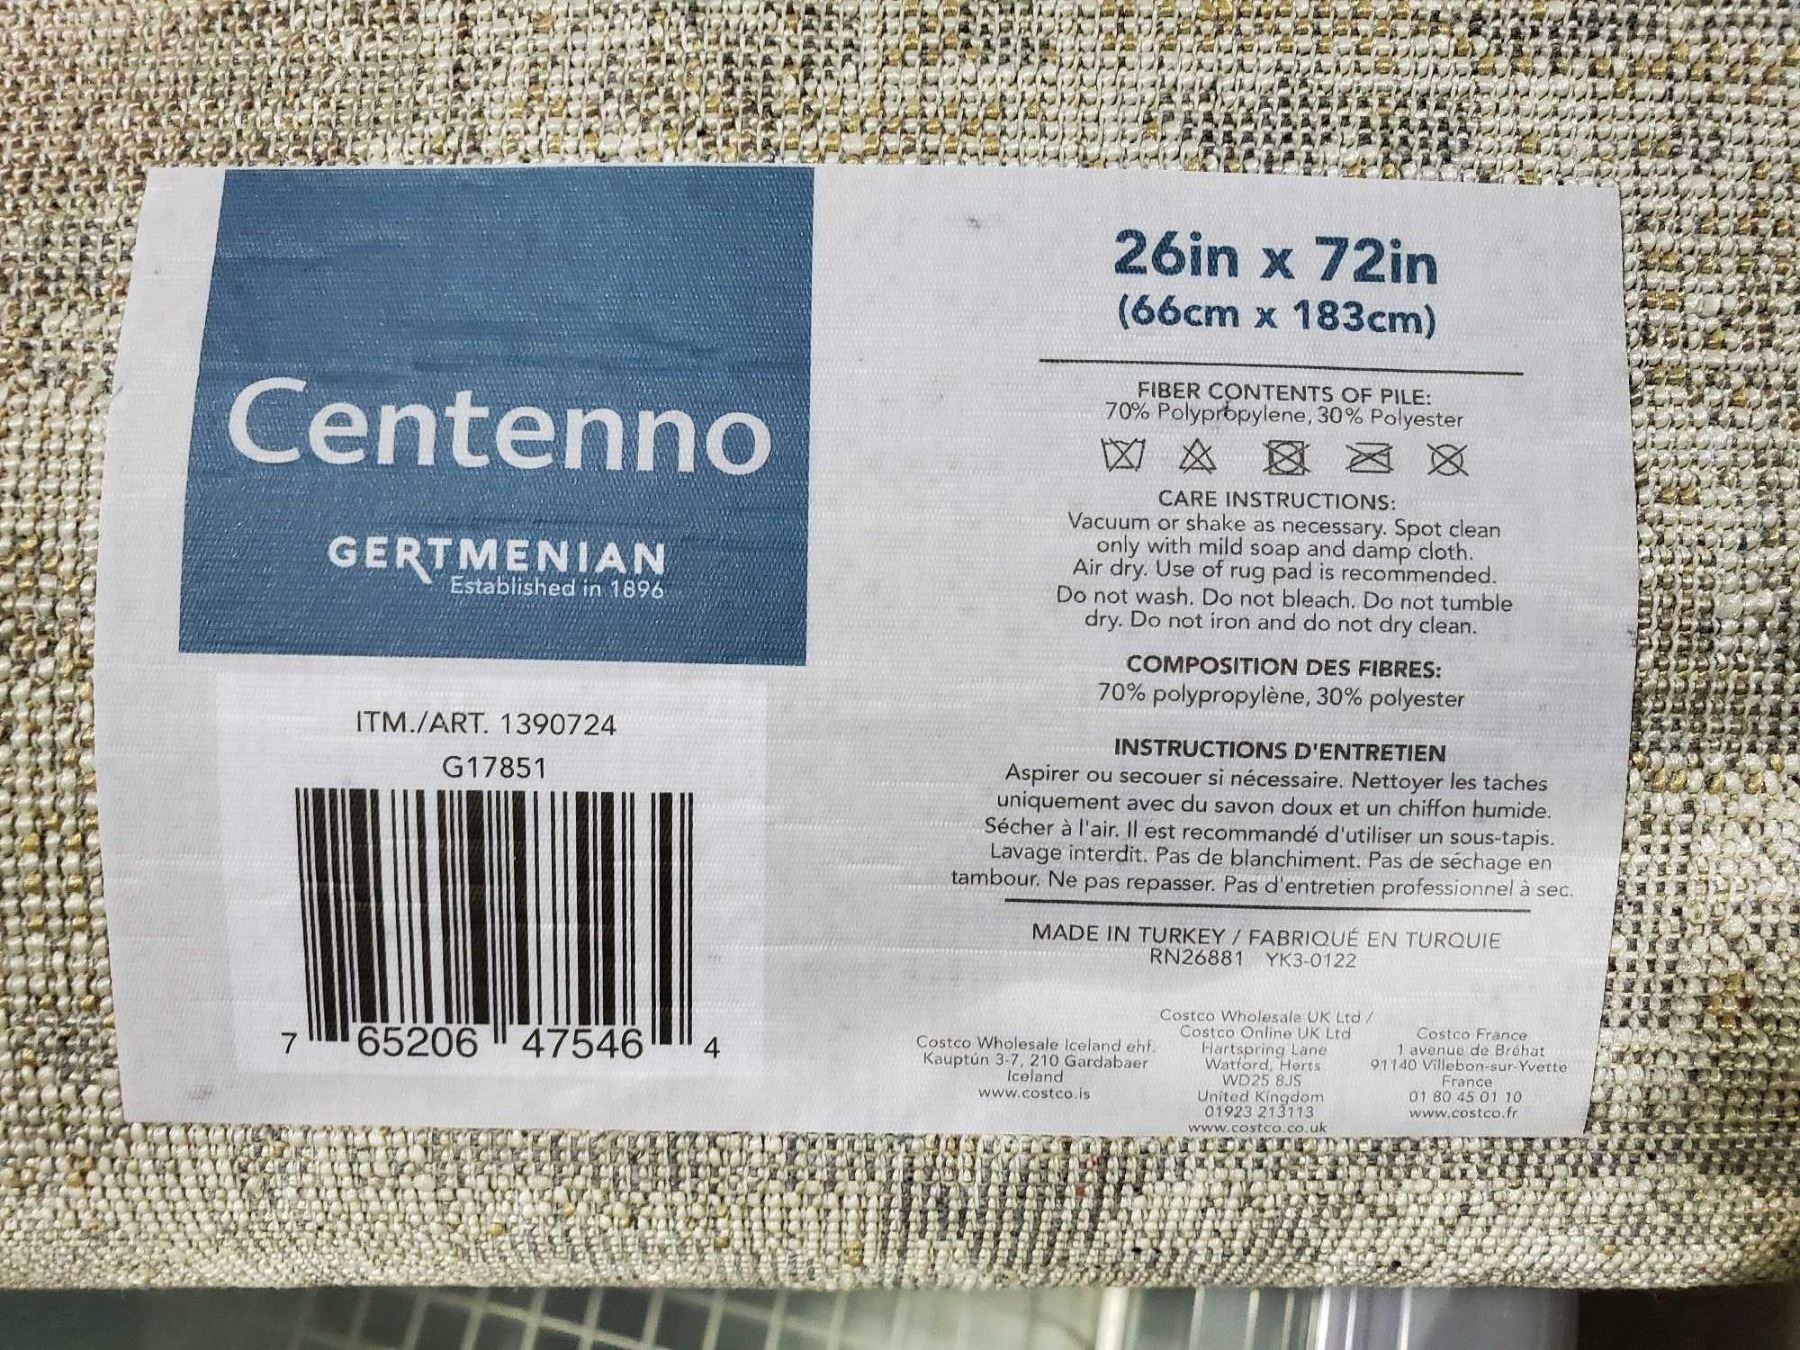 Centenno
GERTMENIAN
Established in 1896
ITM./ART. 1390724
G17851
7 65206 47546 4
26in x 72in
(66cm x 183cm)
FIBER CONTENTS OF PILE:
70% Polypropylene, 30% Polyester
CARE INSTRUCTIONS:
Vacuum or shake as necessary. Spot clean
only with mild soap and damp cloth.
Air dry. Use of rug pad is recommended.
Do not wash. Do not bleach. Do not tumble
dry. Do not iron and do not dry clean.
COMPOSITION DES FIBRES:
70% polypropylène, 30% polyester
INSTRUCTIONS D'ENTRETIEN
Aspirer ou secouer si nécessaire. Nettoyer les taches
uniquement avec du savon doux et un chiffon humide.
Sécher à l'air. Il est recommandé d'utiliser un sous-tapis.
Lavage interdit. Pas de blanchiment. Pas de séchage en
tambour. Ne pas repasser. Pas d'entretien professionnel à sec.
MADE IN TURKEY / FABRIQUÉ EN TURQUIE
RN26881 YK3-0122
Costco Wholesale Iceland ehf.
Kauptún 3-7, 210 Gardabaer
Iceland
www.costco.is
Costco Wholesale UK Ltd /
Costco Online UK Ltd
Hartspring Lane
Watford, Herts
WD25 8JS
United Kingdom
01923 213113
www.costco.co.uk
Costco France
1 avenue de Bréhat
91140 Villebon-sur-Yvette
France
01 80 45 01 10
www.costco.fr